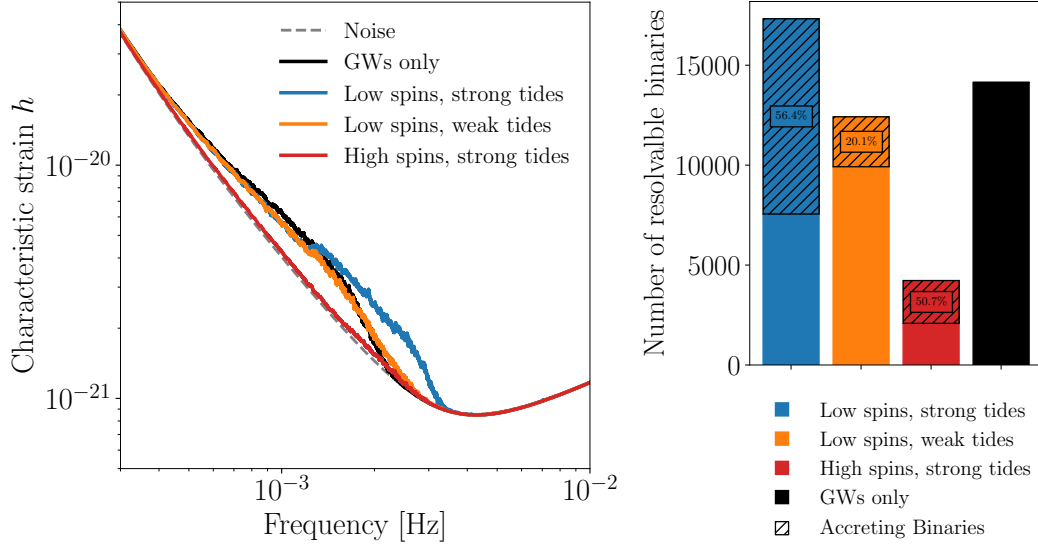 Characteristic strain h
10⁻²⁰
10⁻²¹
Noise
GWs only
Low spins, strong tides
Low spins, weak tides
High spins, strong tides
10⁻³
10⁻²
Frequency [Hz]
Number of resolvalble binaries
15000
10000
5000
0
56.4%
20.1%
50.7%
Low spins, strong tides
Low spins, weak tides
High spins, strong tides
GWs only
Accreting Binaries